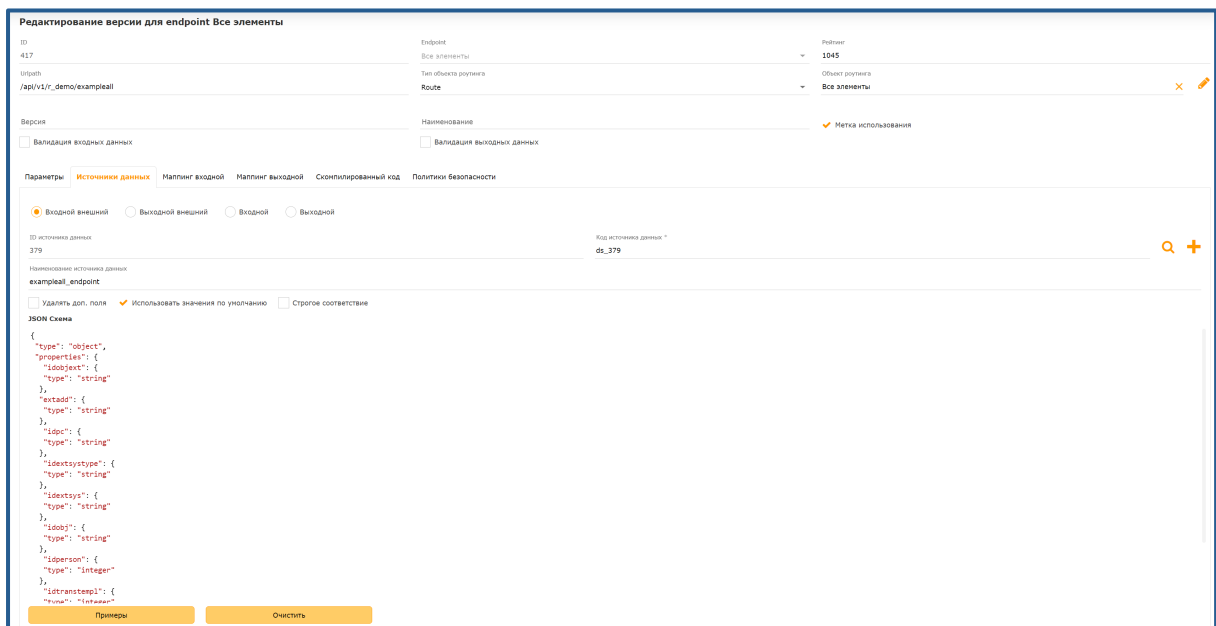 Редактирование версии для endpoint Все элементы
ID Endpoint Рейтинг
417 Все элементы 1045
Urlpath Тип объекта роутинга Объект роутинга
/api/v1/r_demo/exampleall Route Все элементы
Версия Наименование Метка использования
Валидация входных данных Валидация выходных данных
Параметры Источники данных Маппинг входной Маппинг выходной Скомпилированный код Политики безопасности
Входной внешний Выходной внешний Входной Выходной
ID источника данных Код источника данных *
379 ds_379
Наименование источника данных
exampleall_endpoint
Удалять доп. поля Использовать значения по умолчанию Строгое соответствие
JSON Схема
{
"type": "object",
"properties": {
"idobjext": {
"type": "string"
},
"extadd": {
"type": "string"
},
"idpc": {
"type": "string"
},
"idextsystype": {
"type": "string"
},
"idextsys": {
"type": "string"
},
"idobj": {
"type": "string"
},
"idperson": {
"type": "integer"
},
"idtranstempl": {
"type": "integer"
Примеры Очистить